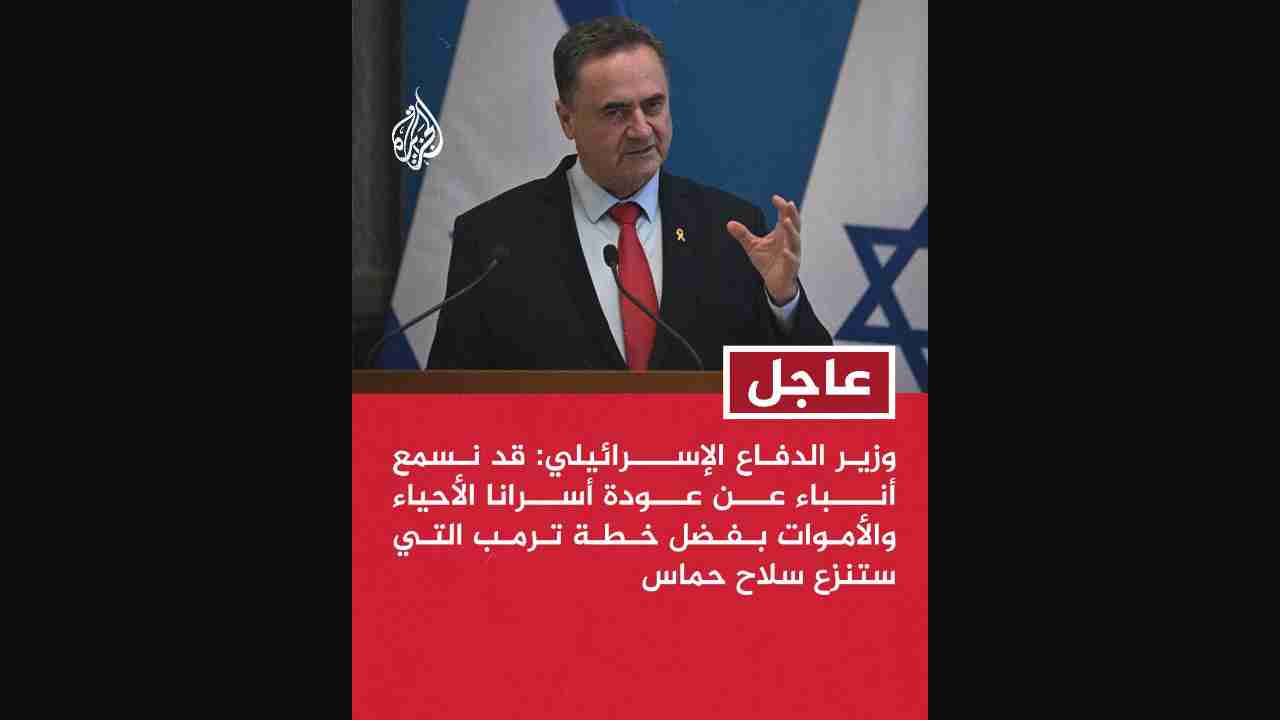 الجزيرة
عاجل
وزير الدفاع الإسرائيلي: قد نسمع
أنباء عن عودة أسرانا الأحياء
والأموات بفضل خطة ترمب التي
ستنزع سلاح حماس